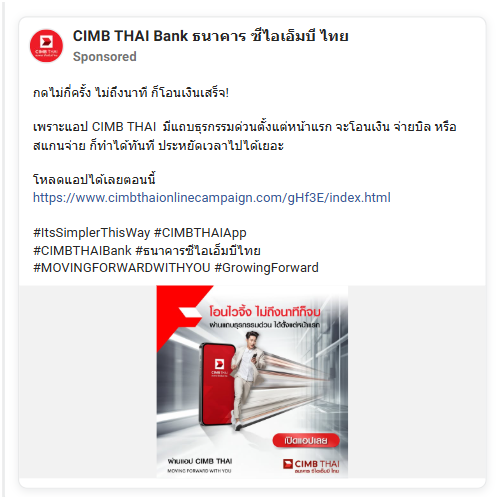 CIMB THAI Bank ธนาคาร ซีไอเอ็มบี ไทย
Sponsored
กดไม่กี่ครั้ง ไม่ถึงนาที ก็โอนเงินเสร็จ!
เพราะแอป CIMB THAI มีแถบธุรกรรมด่วนตั้งแต่หน้าแรก จะโอนเงิน จ่ายบิล หรือ
สแกนจ่าย ก็ทำได้ทันที ประหยัดเวลาไปได้เยอะ
โหลดแอปได้เลยตอนนี้
https://www.cimbthaionlinecampaign.com/gHf3E/index.html
#ItsSimplerThisWay #CIMBTHAIApp
#CIMBTHAIBank #ธนาคารซีไอเอ็มบีไทย
#MOVINGFORWARDWITHYOU #GrowingForward
โอนไวจิ้ง ไม่ถึงนาทีก็จบ
ผ่านแถบธุรกรรมด่วน ได้ตั้งแต่หน้าแรก
CIMB THAI
เปิดแอปเลย
ผ่านแอป CIMB THAI
MOVING FORWARD WITH YOU
CIMB THAI
ธนาคาร ซีไอเอ็มบี ไทย